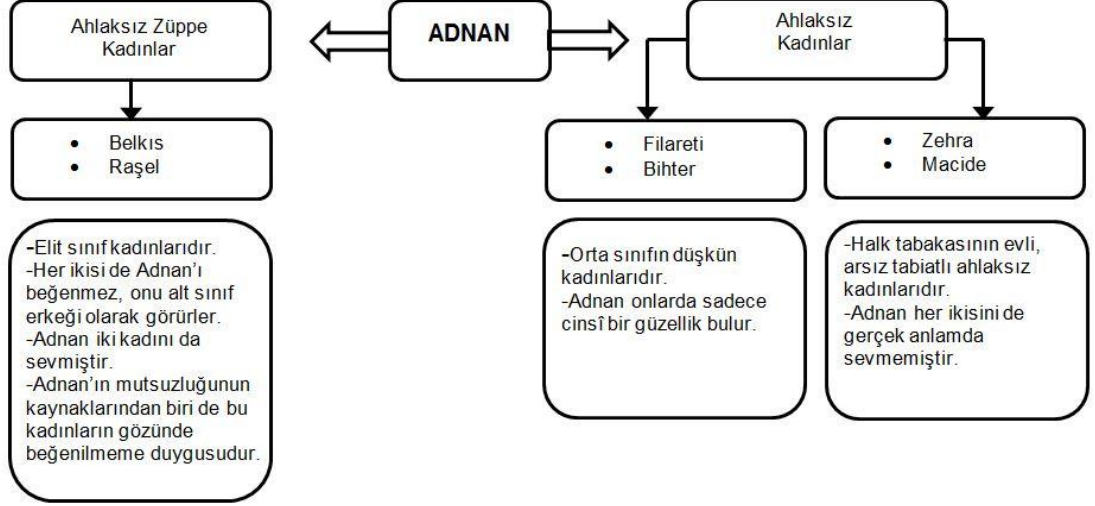 Ahlaksız Züppe
Kadınlar
ADNAN
Ahlaksız
Kadınlar
• Belkıs
• Raşel
• Filareti
• Bihter
• Zehra
• Macide
-Elit sınıf kadınlarıdır.
-Her ikisi de Adnan’ı
beğenmez, onu alt sınıf
erkeği olarak görürler.
-Adnan iki kadını da
sevmiştir.
-Adnan’ın mutsuzluğunun
kaynaklarından biri de bu
kadınların gözünde
beğenilmeme duygusudur.
-Orta sınıfın düşkün
kadınlarıdır.
-Adnan onlarda sadece
cinsî bir güzellik bulur.
-Halk tabakasının evli,
arsız tabiatlı ahlaksız
kadınlarıdır.
-Adnan her ikisini de
gerçek anlamda
sevmemiştir.